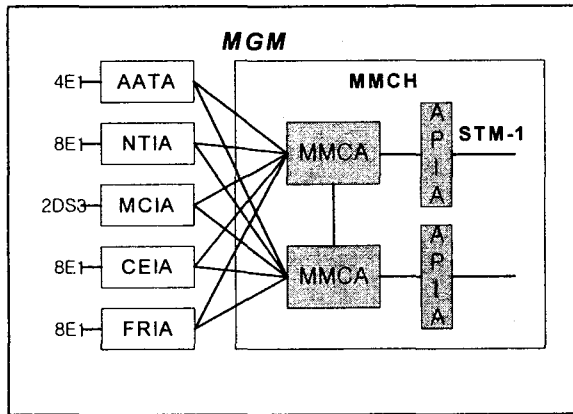 MGM
MMCH
4E1 AATA
8E1 NTIA
2DS3 MCIA
8E1 CEIA
8E1 FRIA
MMCA
MMCA
APIA
STM-1
APIA